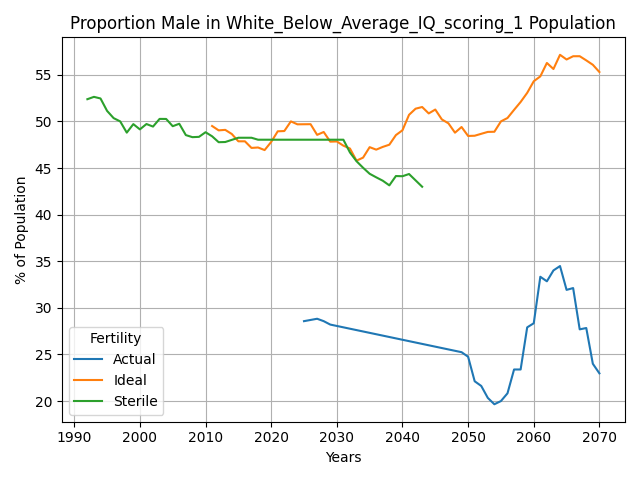 Proportion Male in White_Below_Average_IQ_scoring_1 Population
% of Population
55
50
45
40
35
30
25
20
Fertility
Actual
Ideal
Sterile
1990 2000 2010 2020 2030 2040 2050 2060 2070
Years